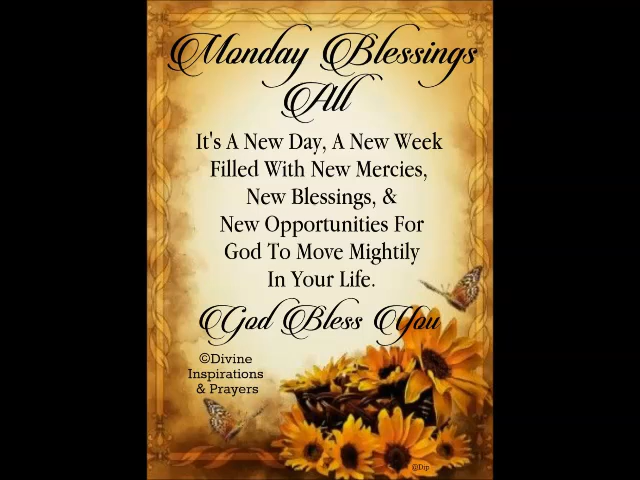 Monday Blessings
All
It's A New Day, A New Week
Filled With New Mercies,
New Blessings, &
New Opportunities For
God To Move Mightily
In Your Life.
God Bless You
©Divine
Inspirations
& Prayers
@Dip